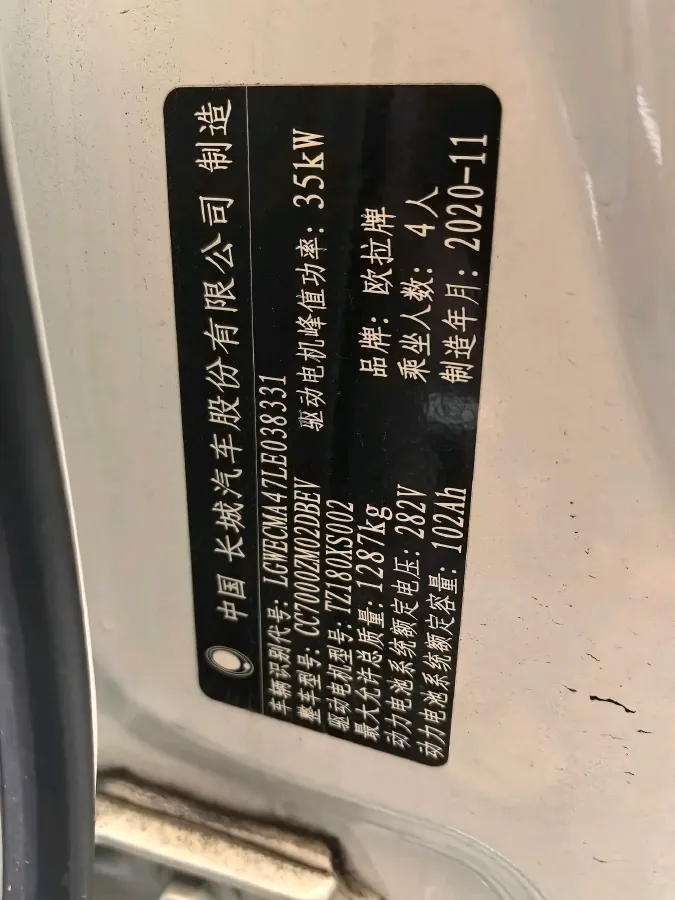 中国 长城汽车股份有限公司 制造
车辆识别代号: LGWECMA47LE038331
整车型号: CC7000ZM02DBEV 驱动电机峰值功率: 35kW
驱动电机型号: TZ180XS002
最大允许总质量: 1287kg 品牌: 欧拉牌
动力电池系统额定电压: 282V 乘坐人数: 4人
动力电池系统额定容量: 102Ah 制造年月: 2020-11